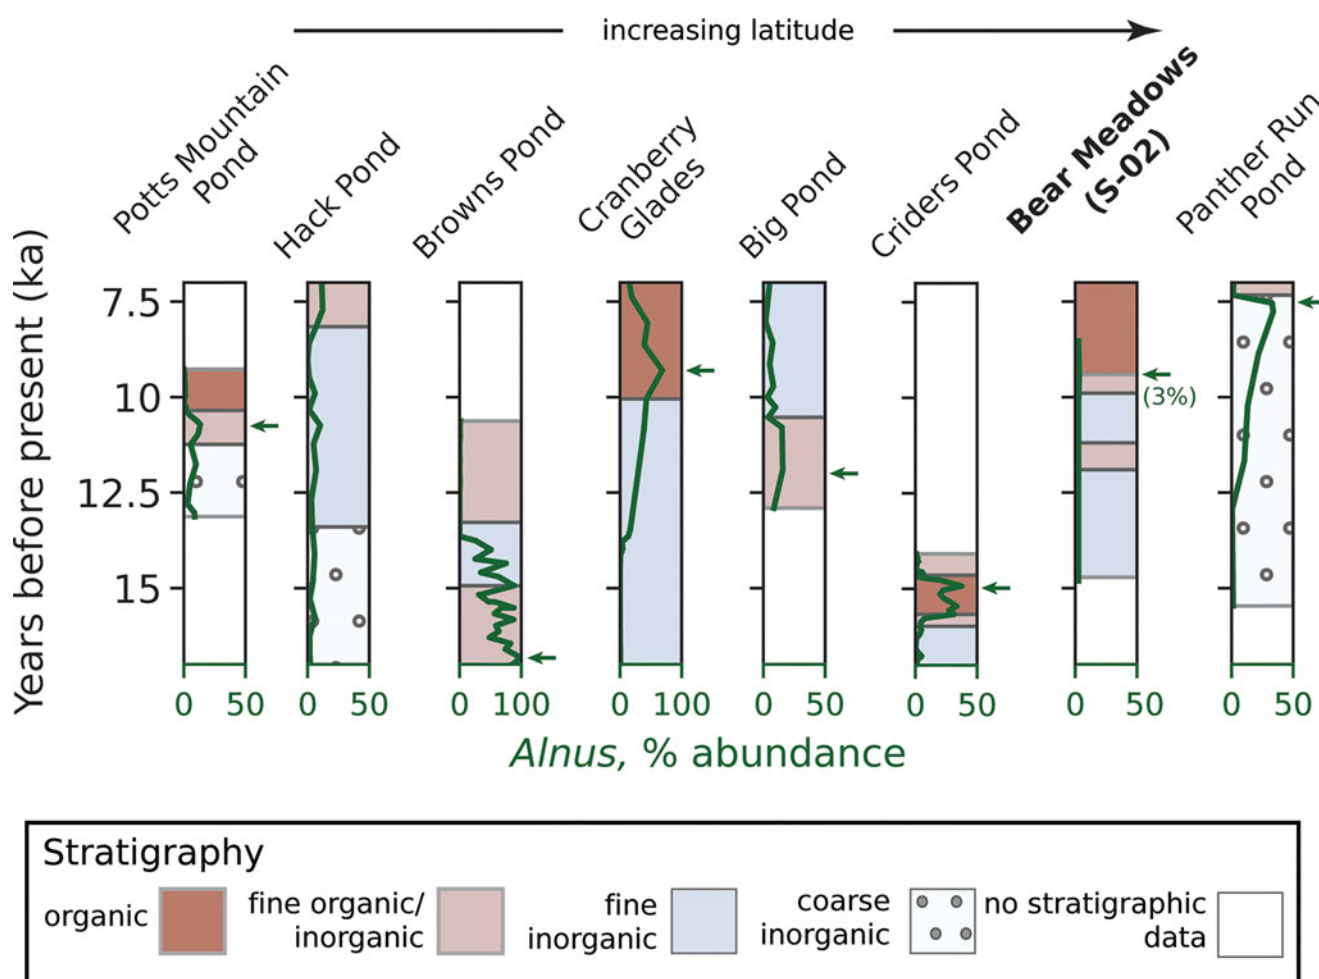 increasing latitude
Potts Mountain
Pond
Hack Pond
Browns Pond
Cranberry
Glades
Big Pond
Criders Pond
Bear Meadows
(S-02)
Panther Run
Pond
Years before present (ka)
7.5
10
12.5
15
(3%)
0 50 0 50 0 100 0 100 0 50 0 50 0 50 0 50
Alnus, % abundance
Stratigraphy
organic
fine organic/
inorganic
fine
inorganic
coarse
inorganic
no stratigraphic
data